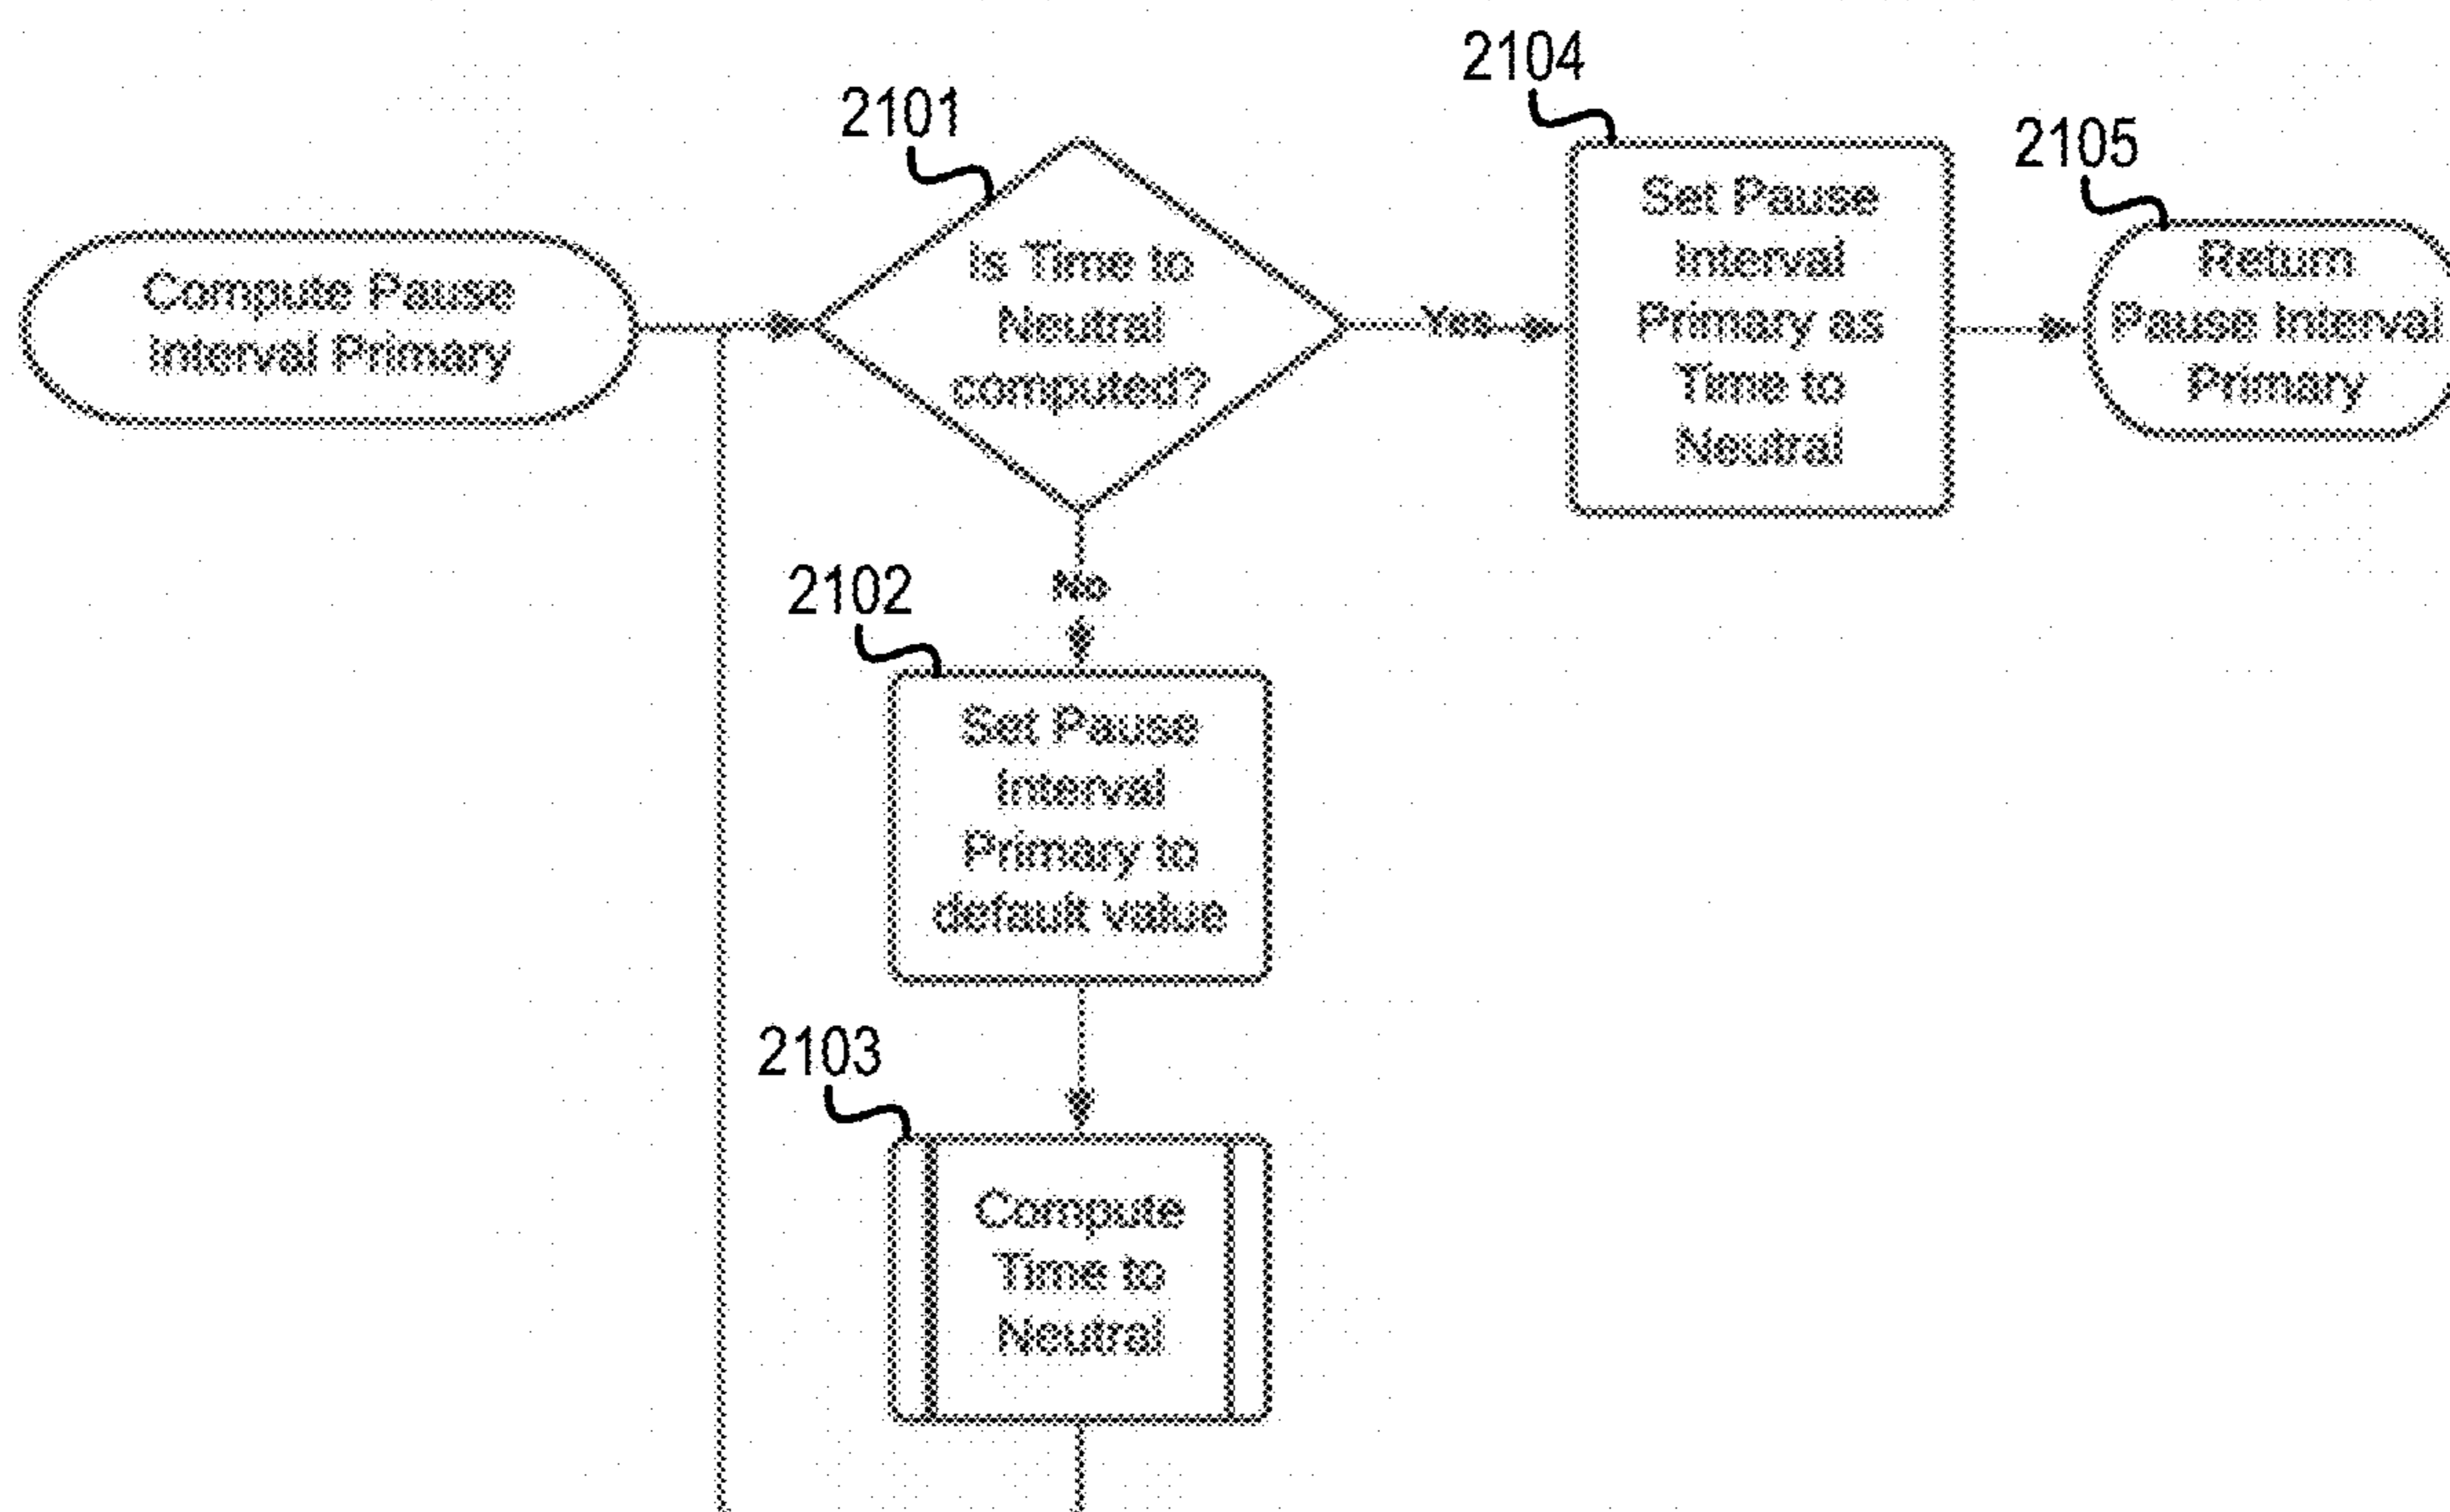 Compute Pause
Interval Primary
2101
Is Time to
Neutral
computed?
Yes
2104
Set Pause
Interval
Primary as
Time to
Neutral
2105
Return
Pause Interval
Primary
No
2102
Set Pause
Interval
Primary to
default value
2103
Compute
Time to
Neutral